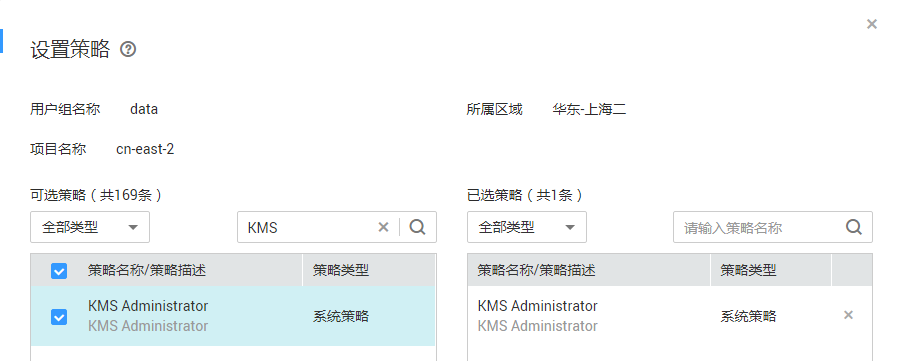 设置策略
用户组名称 data 所属区域 华东-上海二
项目名称 cn-east-2
可选策略（共169条） 已选策略（共1条）
全部类型 KMS 全部类型 请输入策略名称
策略名称/策略描述 策略类型 策略名称/策略描述 策略类型
KMS Administrator KMS Administrator
KMS Administrator 系统策略 KMS Administrator 系统策略